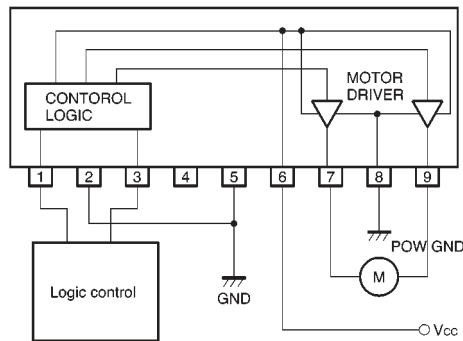 CONTOROL
LOGIC
MOTOR
DRIVER
1 2 3 4 5 6 7 8 9
POW GND
Logic control
GND
M
Vcc